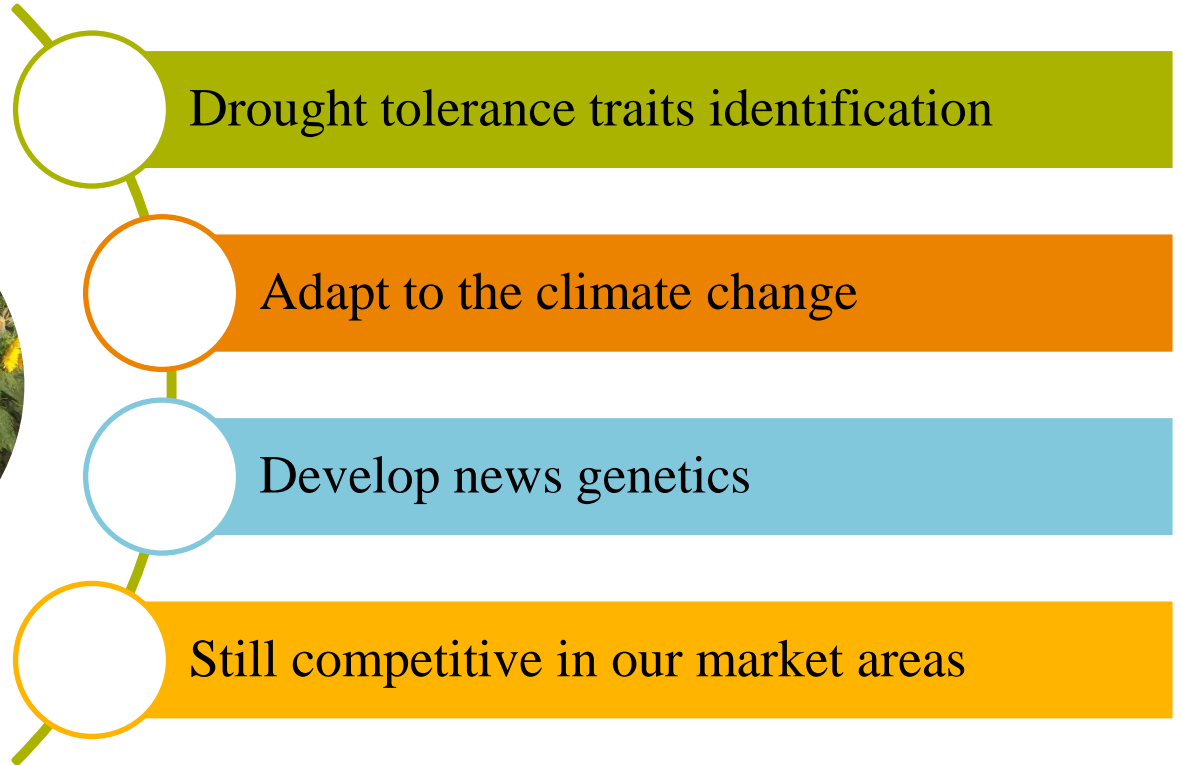 Drought tolerance traits identification
Adapt to the climate change
Develop news genetics
Still competitive in our market areas